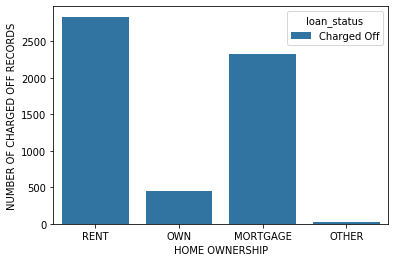 loan_status
Charged Off
NUMBER OF CHARGED OFF RECORDS
2500
2000
1500
1000
500
0
RENT OWN MORTGAGE OTHER
HOME OWNERSHIP